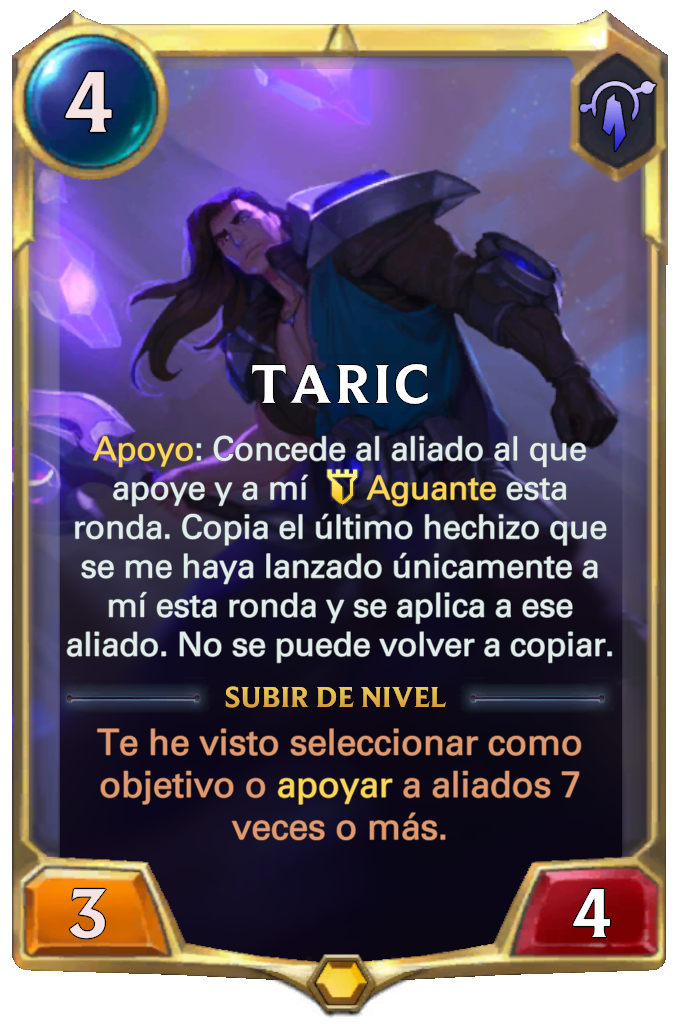 4
TARIC
Apoyo: Concede al aliado al que
apoye y a mí Aguante esta
ronda. Copia el último hechizo que
se me haya lanzado únicamente a
mí esta ronda y se aplica a ese
aliado. No se puede volver a copiar.
SUBIR DE NIVEL
Te he visto seleccionar como
objetivo o apoyar a aliados 7
veces o más.
3
4